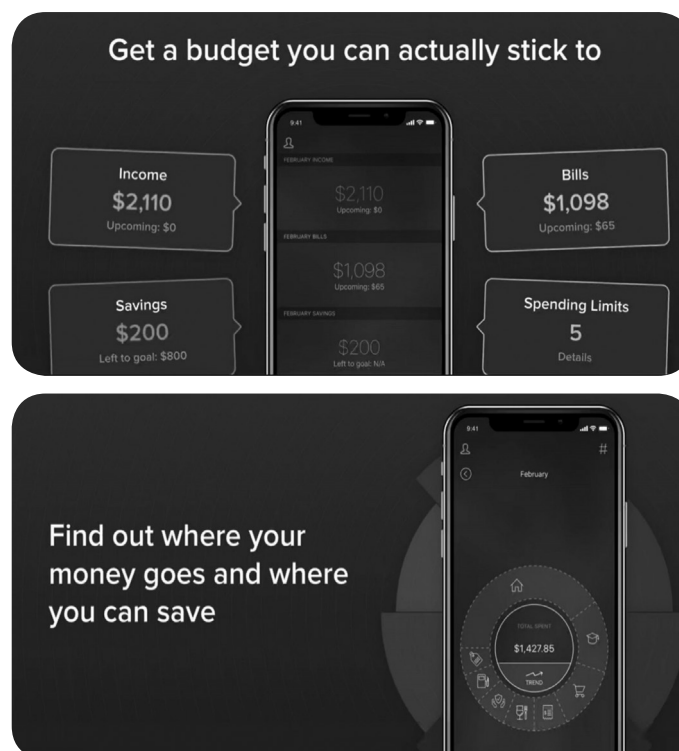 Get a budget you can actually stick to
9:41
FEBRUARY INCOME
$2,110
Upcoming: $0
FEBRUARY BILLS
$1,098
Upcoming: $65
FEBRUARY SAVINGS
$200
Left to goal: N/A
Income
$2,110
Upcoming: $0
Savings
$200
Left to goal: $800
Bills
$1,098
Upcoming: $65
Spending Limits
5
Details
Find out where your
money goes and where
you can save
9:41
#
February
TOTAL SPENT
$1,427.85
TREND